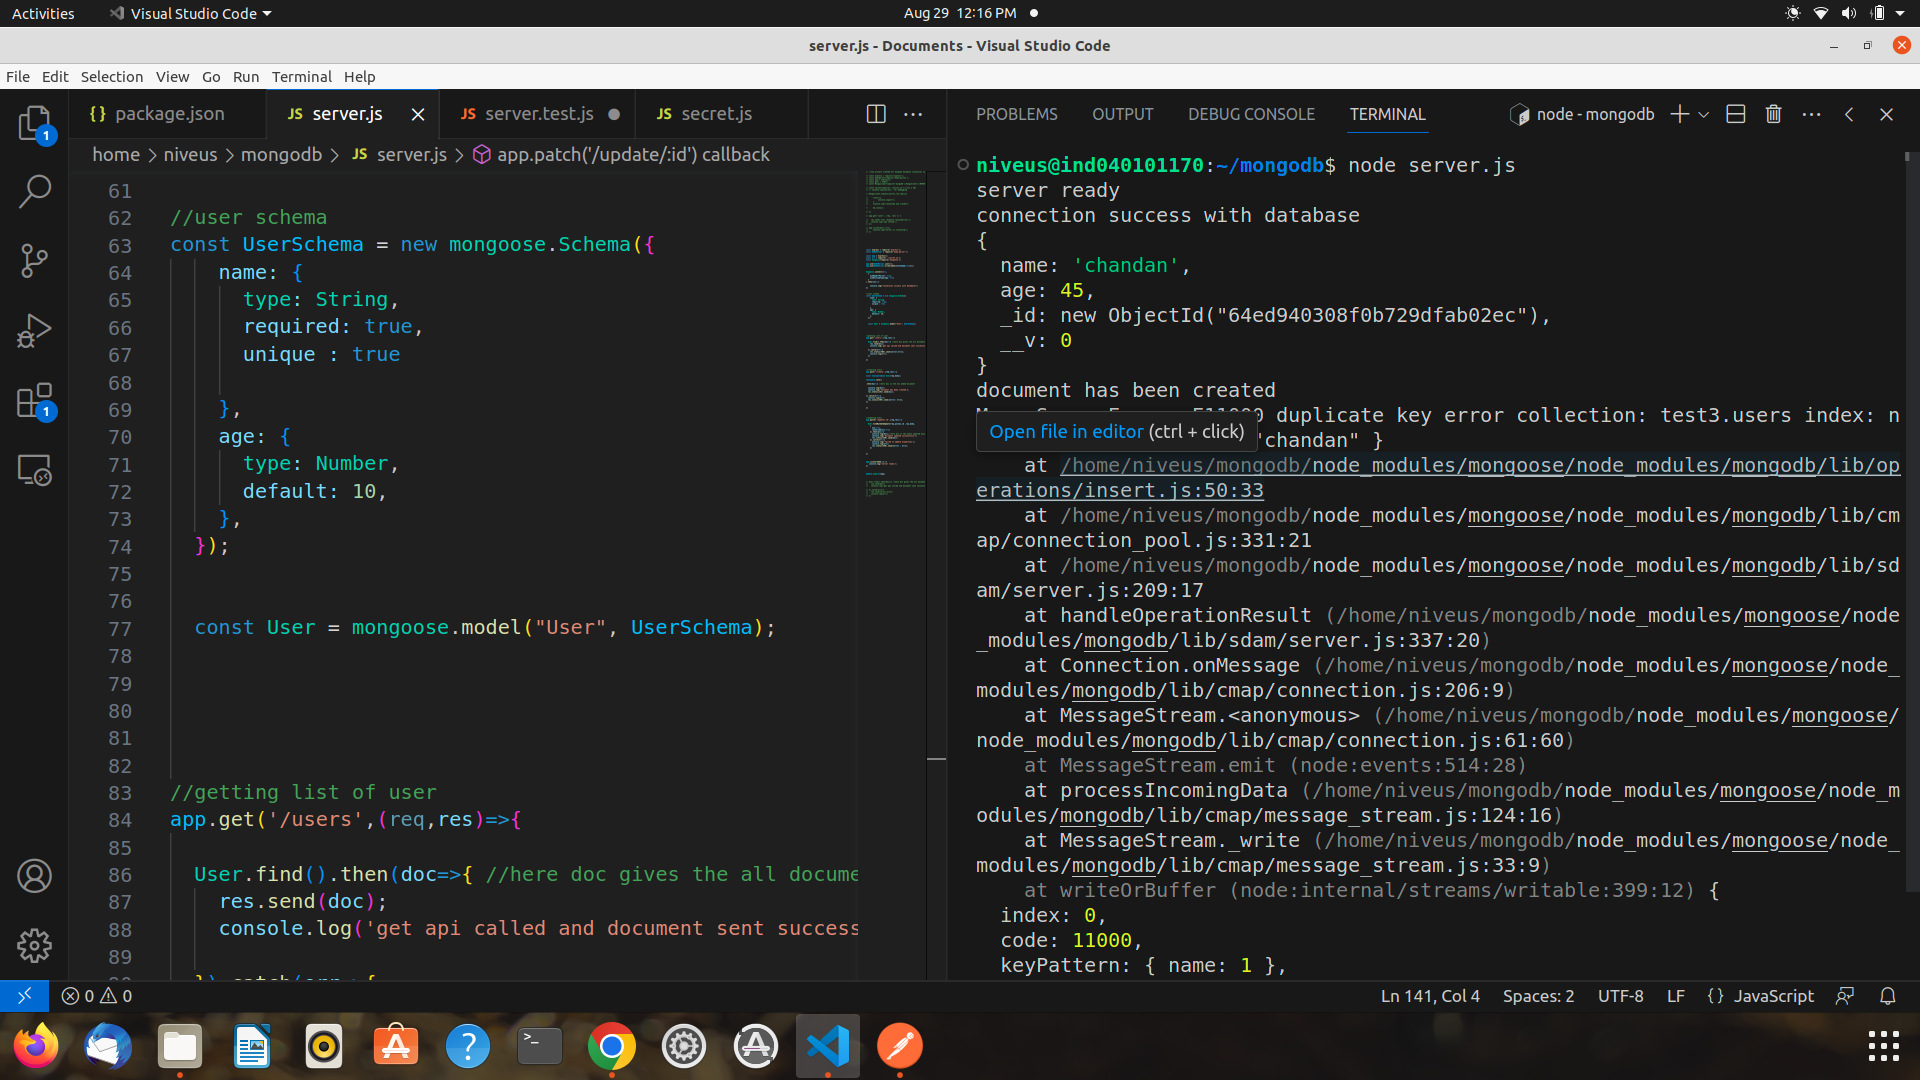 Activities
Visual Studio Code
Aug 29 12:16 PM
server.js - Documents - Visual Studio Code
File Edit Selection View Go Run Terminal Help
{} package.json
JS server.js
JS server.test.js
JS secret.js
home > niveus > mongodb > JS server.js > app.patch('/update/:id') callback
61
62 //user schema
63 const UserSchema = new mongoose.Schema({
64 name: {
65 type: String,
66 required: true,
67 unique : true
68
69 },
70 age: {
71 type: Number,
72 default: 10,
73 },
74 });
75
76
77 const User = mongoose.model("User", UserSchema);
78
79
80
81
82
83 //getting list of user
84 app.get('/users',(req,res)=>{
85
86 User.find().then(doc=>{ //here doc gives the all docume
87 res.send(doc);
88 console.log('get api called and document sent success
89
PROBLEMS OUTPUT DEBUG CONSOLE TERMINAL
node - mongodb
niveus@ind040101170:~/mongodb$ node server.js
server ready
connection success with database
{
name: 'chandan',
age: 45,
_id: new ObjectId("64ed940308f0b729dfab02ec"),
__v: 0
}
document has been created
duplicate key error collection: test3.users index: n
Open file in editor (ctrl + click)
"chandan" }
at /home/niveus/mongodb/node_modules/mongoose/node_modules/mongodb/lib/op
erations/insert.js:50:33
at /home/niveus/mongodb/node_modules/mongoose/node_modules/mongodb/lib/cm
ap/connection_pool.js:331:21
at /home/niveus/mongodb/node_modules/mongoose/node_modules/mongodb/lib/sd
am/server.js:209:17
at handleOperationResult (/home/niveus/mongodb/node_modules/mongoose/node
_modules/mongodb/lib/sdam/server.js:337:20)
at Connection.onMessage (/home/niveus/mongodb/node_modules/mongoose/node_
modules/mongodb/lib/cmap/connection.js:206:9)
at MessageStream.<anonymous> (/home/niveus/mongodb/node_modules/mongoose/
node_modules/mongodb/lib/cmap/connection.js:61:60)
at MessageStream.emit (node:events:514:28)
at processIncomingData (/home/niveus/mongodb/node_modules/mongoose/node_m
odules/mongodb/lib/cmap/message_stream.js:124:16)
at MessageStream._write (/home/niveus/mongodb/node_modules/mongoose/node_
modules/mongodb/lib/cmap/message_stream.js:33:9)
at writeOrBuffer (node:internal/streams/writable:399:12) {
index: 0,
code: 11000,
keyPattern: { name: 1 },
0 0
Ln 141, Col 4 Spaces: 2 UTF-8 LF {} JavaScript